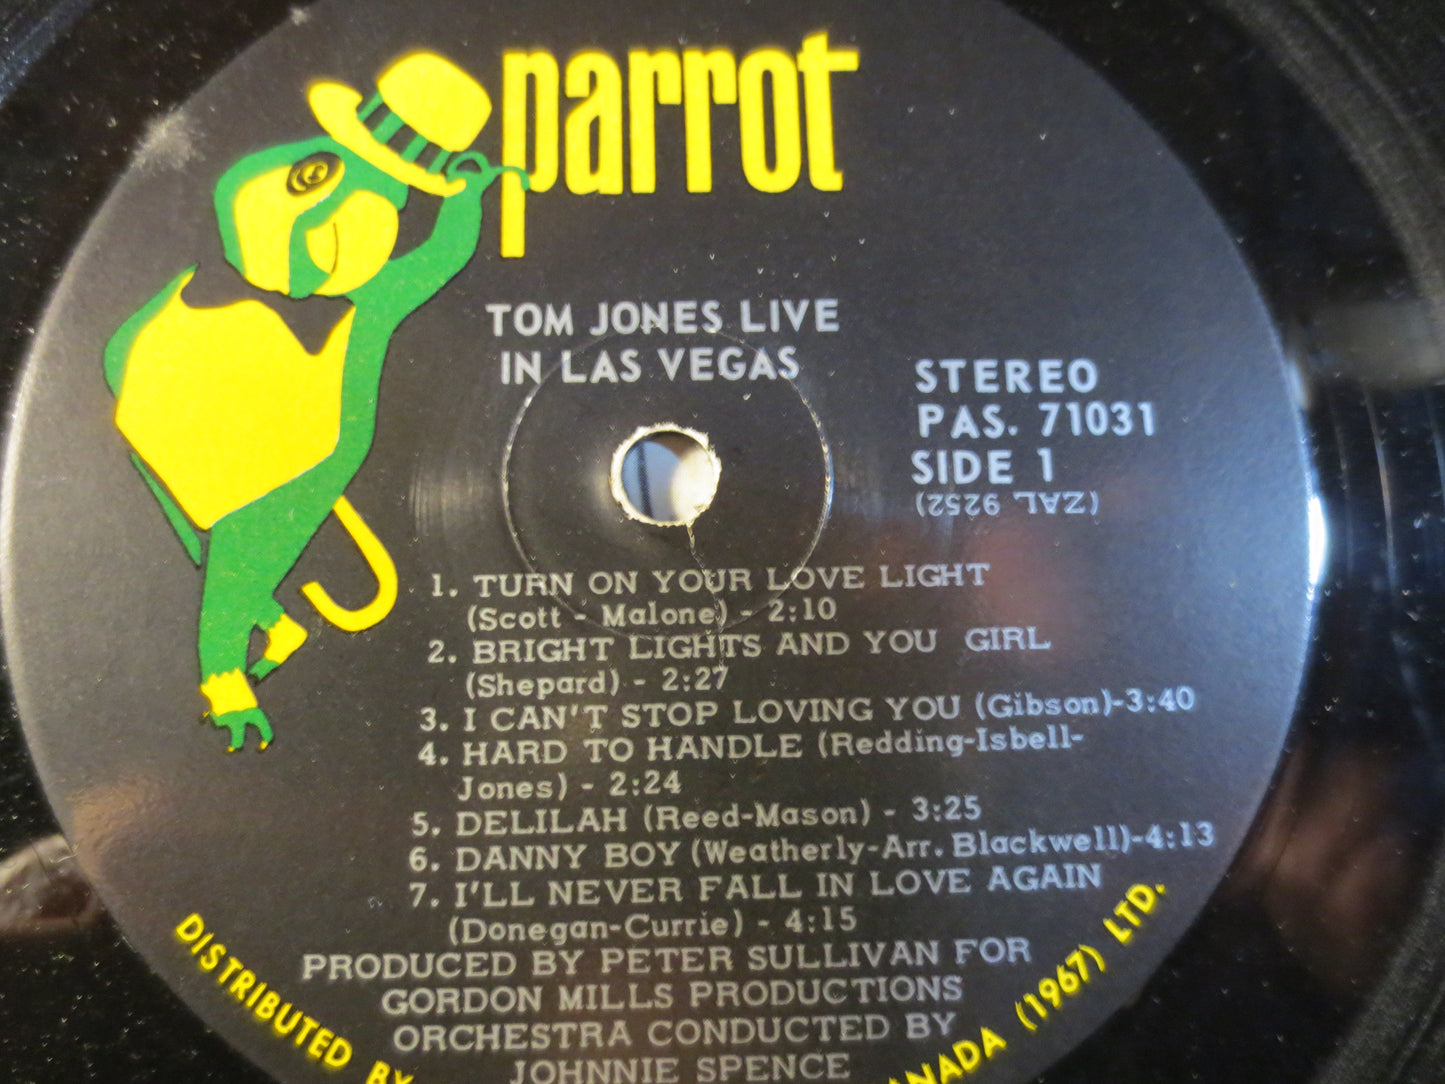 parrot
TOM JONES LIVE
IN LAS VEGAS
STEREO
PAS. 71031
SIDE 1
(ZAL 9252)
1. TURN ON YOUR LOVE LIGHT
(Scott - Malone) - 2:10
2. BRIGHT LIGHTS AND YOU GIRL
(Shepard) - 2:27
3. I CAN'T STOP LOVING YOU (Gibson)-3:40
4. HARD TO HANDLE (Redding-Isbell-
Jones) - 2:24
5. DELILAH (Reed-Mason) - 3:25
6. DANNY BOY (Weatherly-Arr. Blackwell)-4:13
7. I'LL NEVER FALL IN LOVE AGAIN
(Donegan-Currie) - 4:15
PRODUCED BY PETER SULLIVAN FOR
GORDON MILLS PRODUCTIONS
ORCHESTRA CONDUCTED BY
JOHNNIE SPENCE
DISTRIBUTED BY
(1967) LTD.